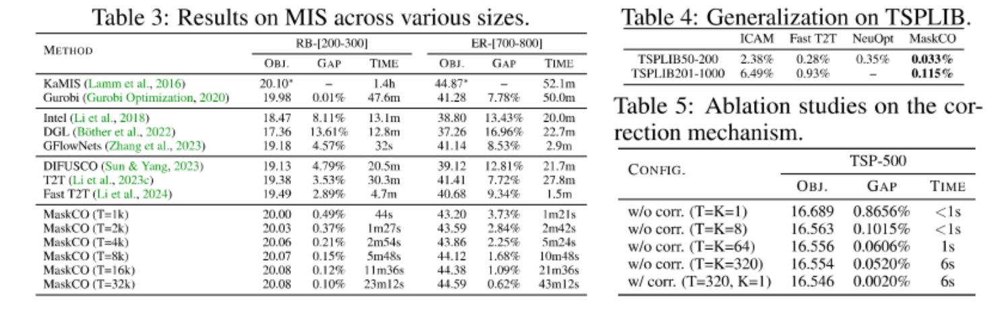 Table 3: Results on MIS across various sizes.
METHOD RB-[200-300] ER-[700-800]
OBJ. GAP TIME OBJ. GAP TIME
KaMIS (Lamm et al., 2016) 20.10* – 1.4h 44.87* – 52.1m
Gurobi (Gurobi Optimization, 2020) 19.98 0.01% 47.6m 41.28 7.78% 50.0m
Intel (Li et al., 2018) 18.47 8.11% 13.1m 38.80 13.43% 20.0m
DGL (Böther et al., 2022) 17.36 13.61% 12.8m 37.26 16.96% 22.7m
GFlowNets (Zhang et al., 2023) 19.18 4.57% 32s 41.14 8.53% 2.9m
DIFUSCO (Sun & Yang, 2023) 19.13 4.79% 20.5m 39.12 12.81% 21.7m
T2T (Li et al., 2023c) 19.38 3.53% 30.3m 41.41 7.72% 27.8m
Fast T2T (Li et al., 2024) 19.49 2.89% 4.7m 40.68 9.34% 1.5m
MaskCO (T=1k) 20.00 0.49% 44s 43.20 3.73% 1m21s
MaskCO (T=2k) 20.03 0.37% 1m27s 43.59 2.84% 2m42s
MaskCO (T=4k) 20.06 0.21% 2m54s 43.86 2.25% 5m24s
MaskCO (T=8k) 20.07 0.15% 5m48s 44.12 1.68% 10m48s
MaskCO (T=16k) 20.08 0.12% 11m36s 44.38 1.09% 21m36s
MaskCO (T=32k) 20.08 0.10% 23m12s 44.59 0.62% 43m12s
Table 4: Generalization on TSPLIB.
ICAM Fast T2T NeuOpt MaskCO
TSPLIB50-200 2.38% 0.28% 0.35% 0.033%
TSPLIB201-1000 6.49% 0.93% – 0.115%
Table 5: Ablation studies on the cor-
rection mechanism.
CONFIG. TSP-500
OBJ. GAP TIME
w/o corr. (T=K=1) 16.689 0.8656% <1s
w/o corr. (T=K=8) 16.563 0.1015% <1s
w/o corr. (T=K=64) 16.556 0.0606% 1s
w/o corr. (T=K=320) 16.554 0.0520% 6s
w/ corr. (T=320, K=1) 16.546 0.0020% 6s